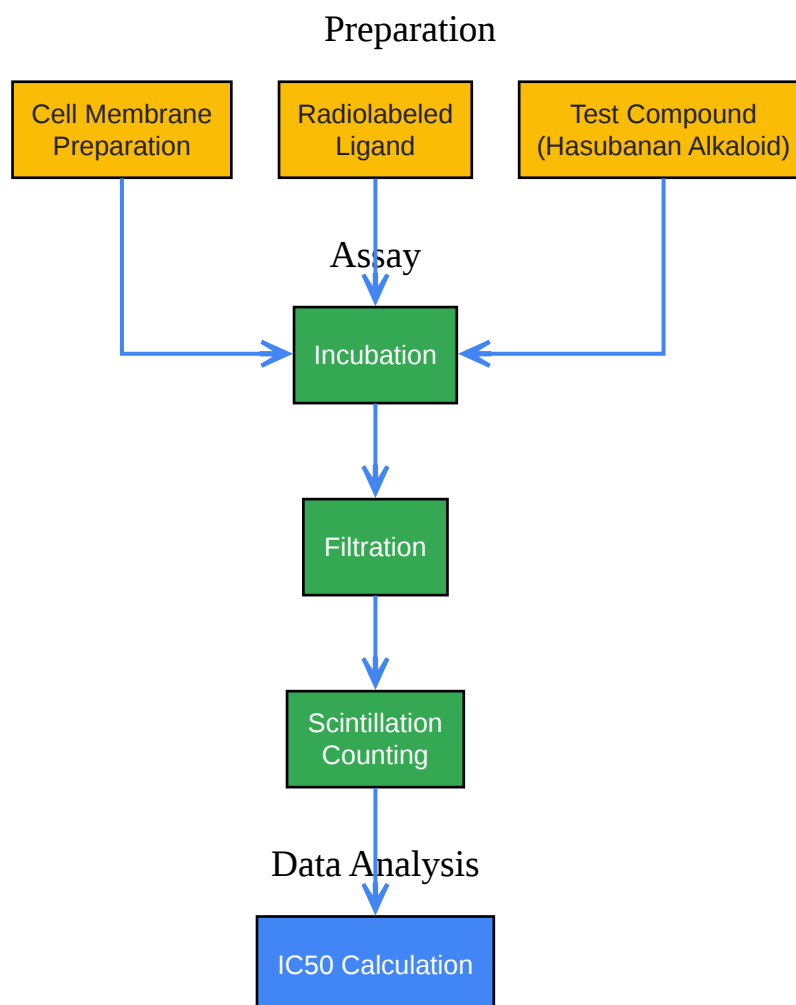 Preparation
Cell Membrane
Preparation
Radiolabeled
Ligand
Test Compound
(Hasubanan Alkaloid)
Assay
Incubation
Filtration
Scintillation
Counting
Data Analysis
IC50 Calculation